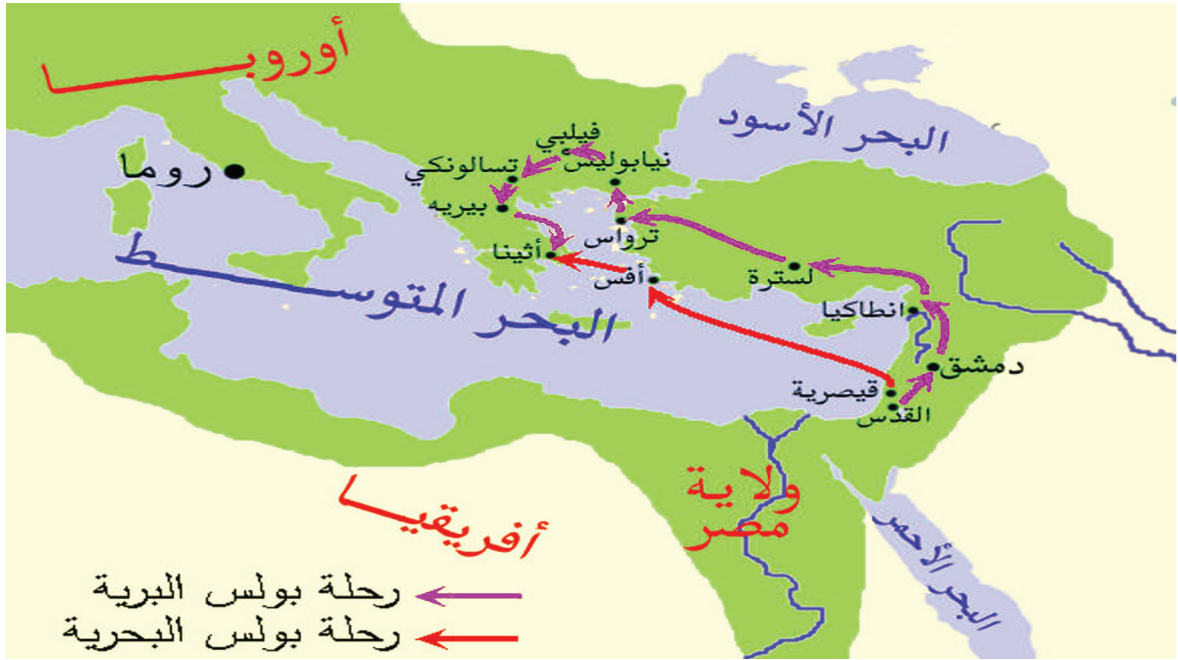 أوروبا
البحر الأسود
فيلبي
نيابوليس
تسالونكي
روما
بيريه
ترواس
أثينا
أفس
لسترة
انطاكيا
البحر المتوسط
دمشق
قيصرية
القدس
ولاية
مصر
أفريقيا
البحر الأحمر
رحلة بولس البرية
رحلة بولس البحرية